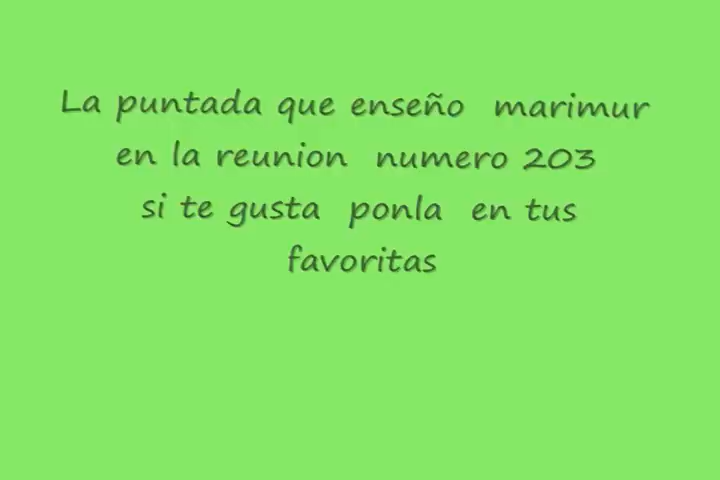 La puntada que enseño marimur
en la reunion numero 203
si te gusta ponla en tus
favoritas